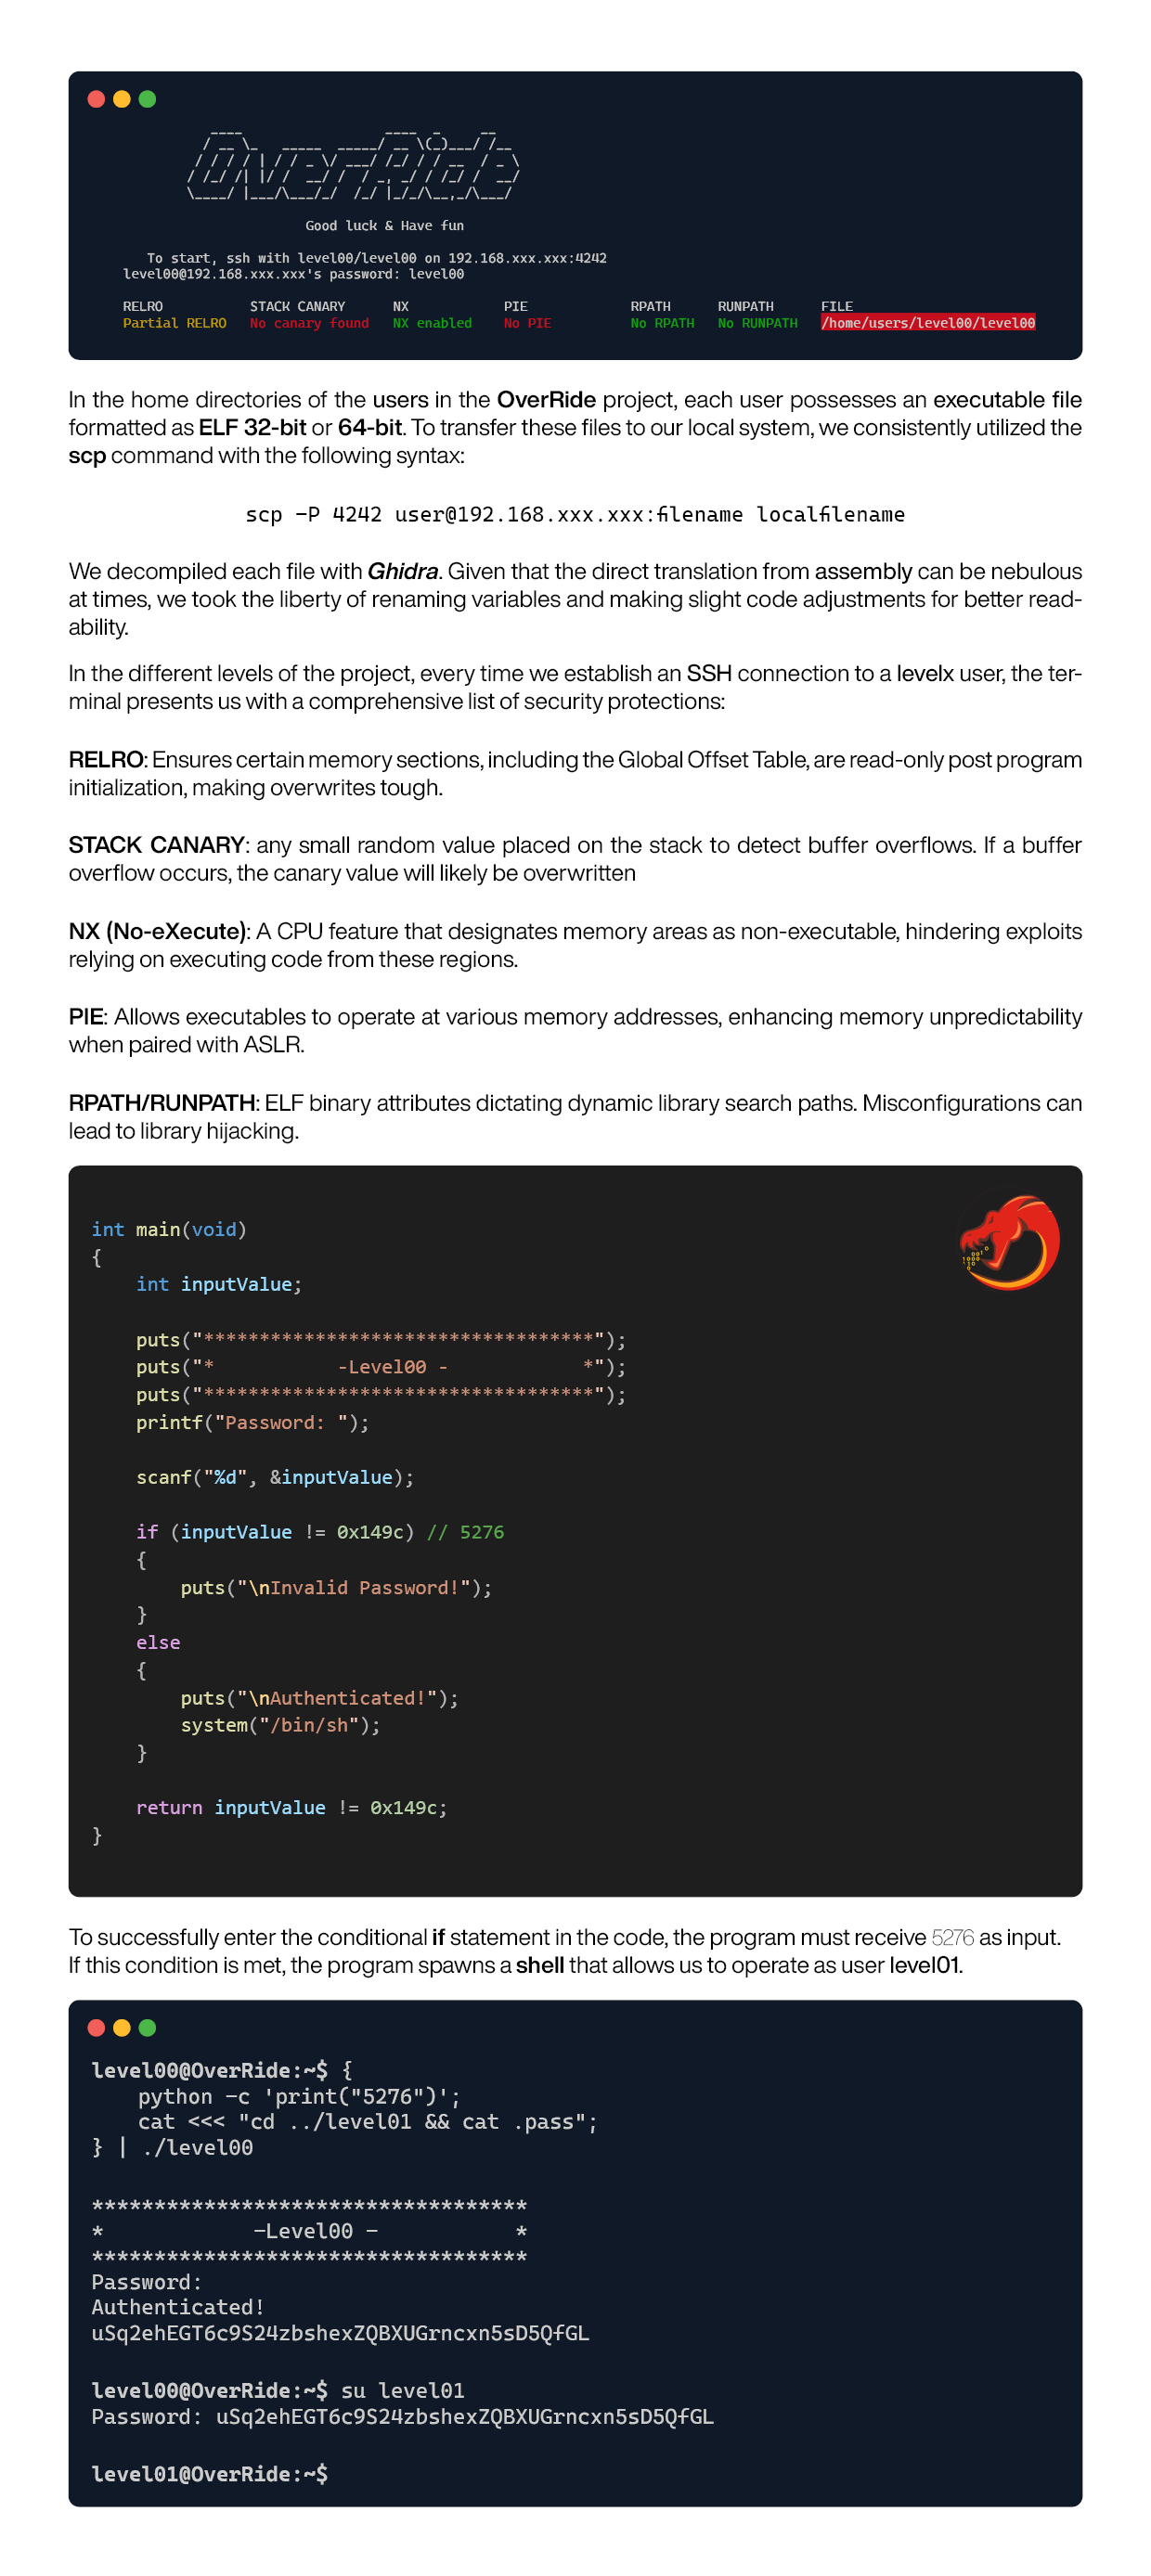 Good luck & Have fun
To start, ssh with level00/level00 on 192.168.xxx.xxx:4242
level00@192.168.xxx.xxx's password: level00
RELRO STACK CANARY NX PIE RPATH RUNPATH FILE
Partial RELRO No canary found NX enabled No PIE No RPATH No RUNPATH /home/users/level00/level00
In the home directories of the users in the OverRide project, each user possesses an executable file
formatted as ELF 32-bit or 64-bit. To transfer these files to our local system, we consistently utilized the
scp command with the following syntax:
scp -P 4242 user@192.168.xxx.xxx:filename localfilename
We decompiled each file with Ghidra. Given that the direct translation from assembly can be nebulous
at times, we took the liberty of renaming variables and making slight code adjustments for better read-
ability.
In the different levels of the project, every time we establish an SSH connection to a levelx user, the ter-
minal presents us with a comprehensive list of security protections:
RELRO: Ensures certain memory sections, including the Global Offset Table, are read-only post program
initialization, making overwrites tough.
STACK CANARY: any small random value placed on the stack to detect buffer overflows. If a buffer
overflow occurs, the canary value will likely be overwritten
NX (No-eXecute): A CPU feature that designates memory areas as non-executable, hindering exploits
relying on executing code from these regions.
PIE: Allows executables to operate at various memory addresses, enhancing memory unpredictability
when paired with ASLR.
RPATH/RUNPATH: ELF binary attributes dictating dynamic library search paths. Misconfigurations can
lead to library hijacking.
int main(void)
{
    int inputValue;
    puts("***********************************");
    puts("*           -Level00 -            *");
    puts("***********************************");
    printf("Password: ");
    scanf("%d", &inputValue);
    if (inputValue != 0x149c) // 5276
    {
        puts("\nInvalid Password!");
    }
    else
    {
        puts("\nAuthenticated!");
        system("/bin/sh");
    }
    return inputValue != 0x149c;
}
To successfully enter the conditional if statement in the code, the program must receive 5276 as input.
If this condition is met, the program spawns a shell that allows us to operate as user level01.
level00@OverRide:~$ {
    python -c 'print("5276")';
    cat <<< "cd ../level01 && cat .pass";
} | ./level00
***********************************
*            -Level00 -           *
***********************************
Password:
Authenticated!
uSq2ehEGT6c9S24zbshexZQBXUGrncxn5sD5QfGL
level00@OverRide:~$ su level01
Password: uSq2ehEGT6c9S24zbshexZQBXUGrncxn5sD5QfGL
level01@OverRide:~$